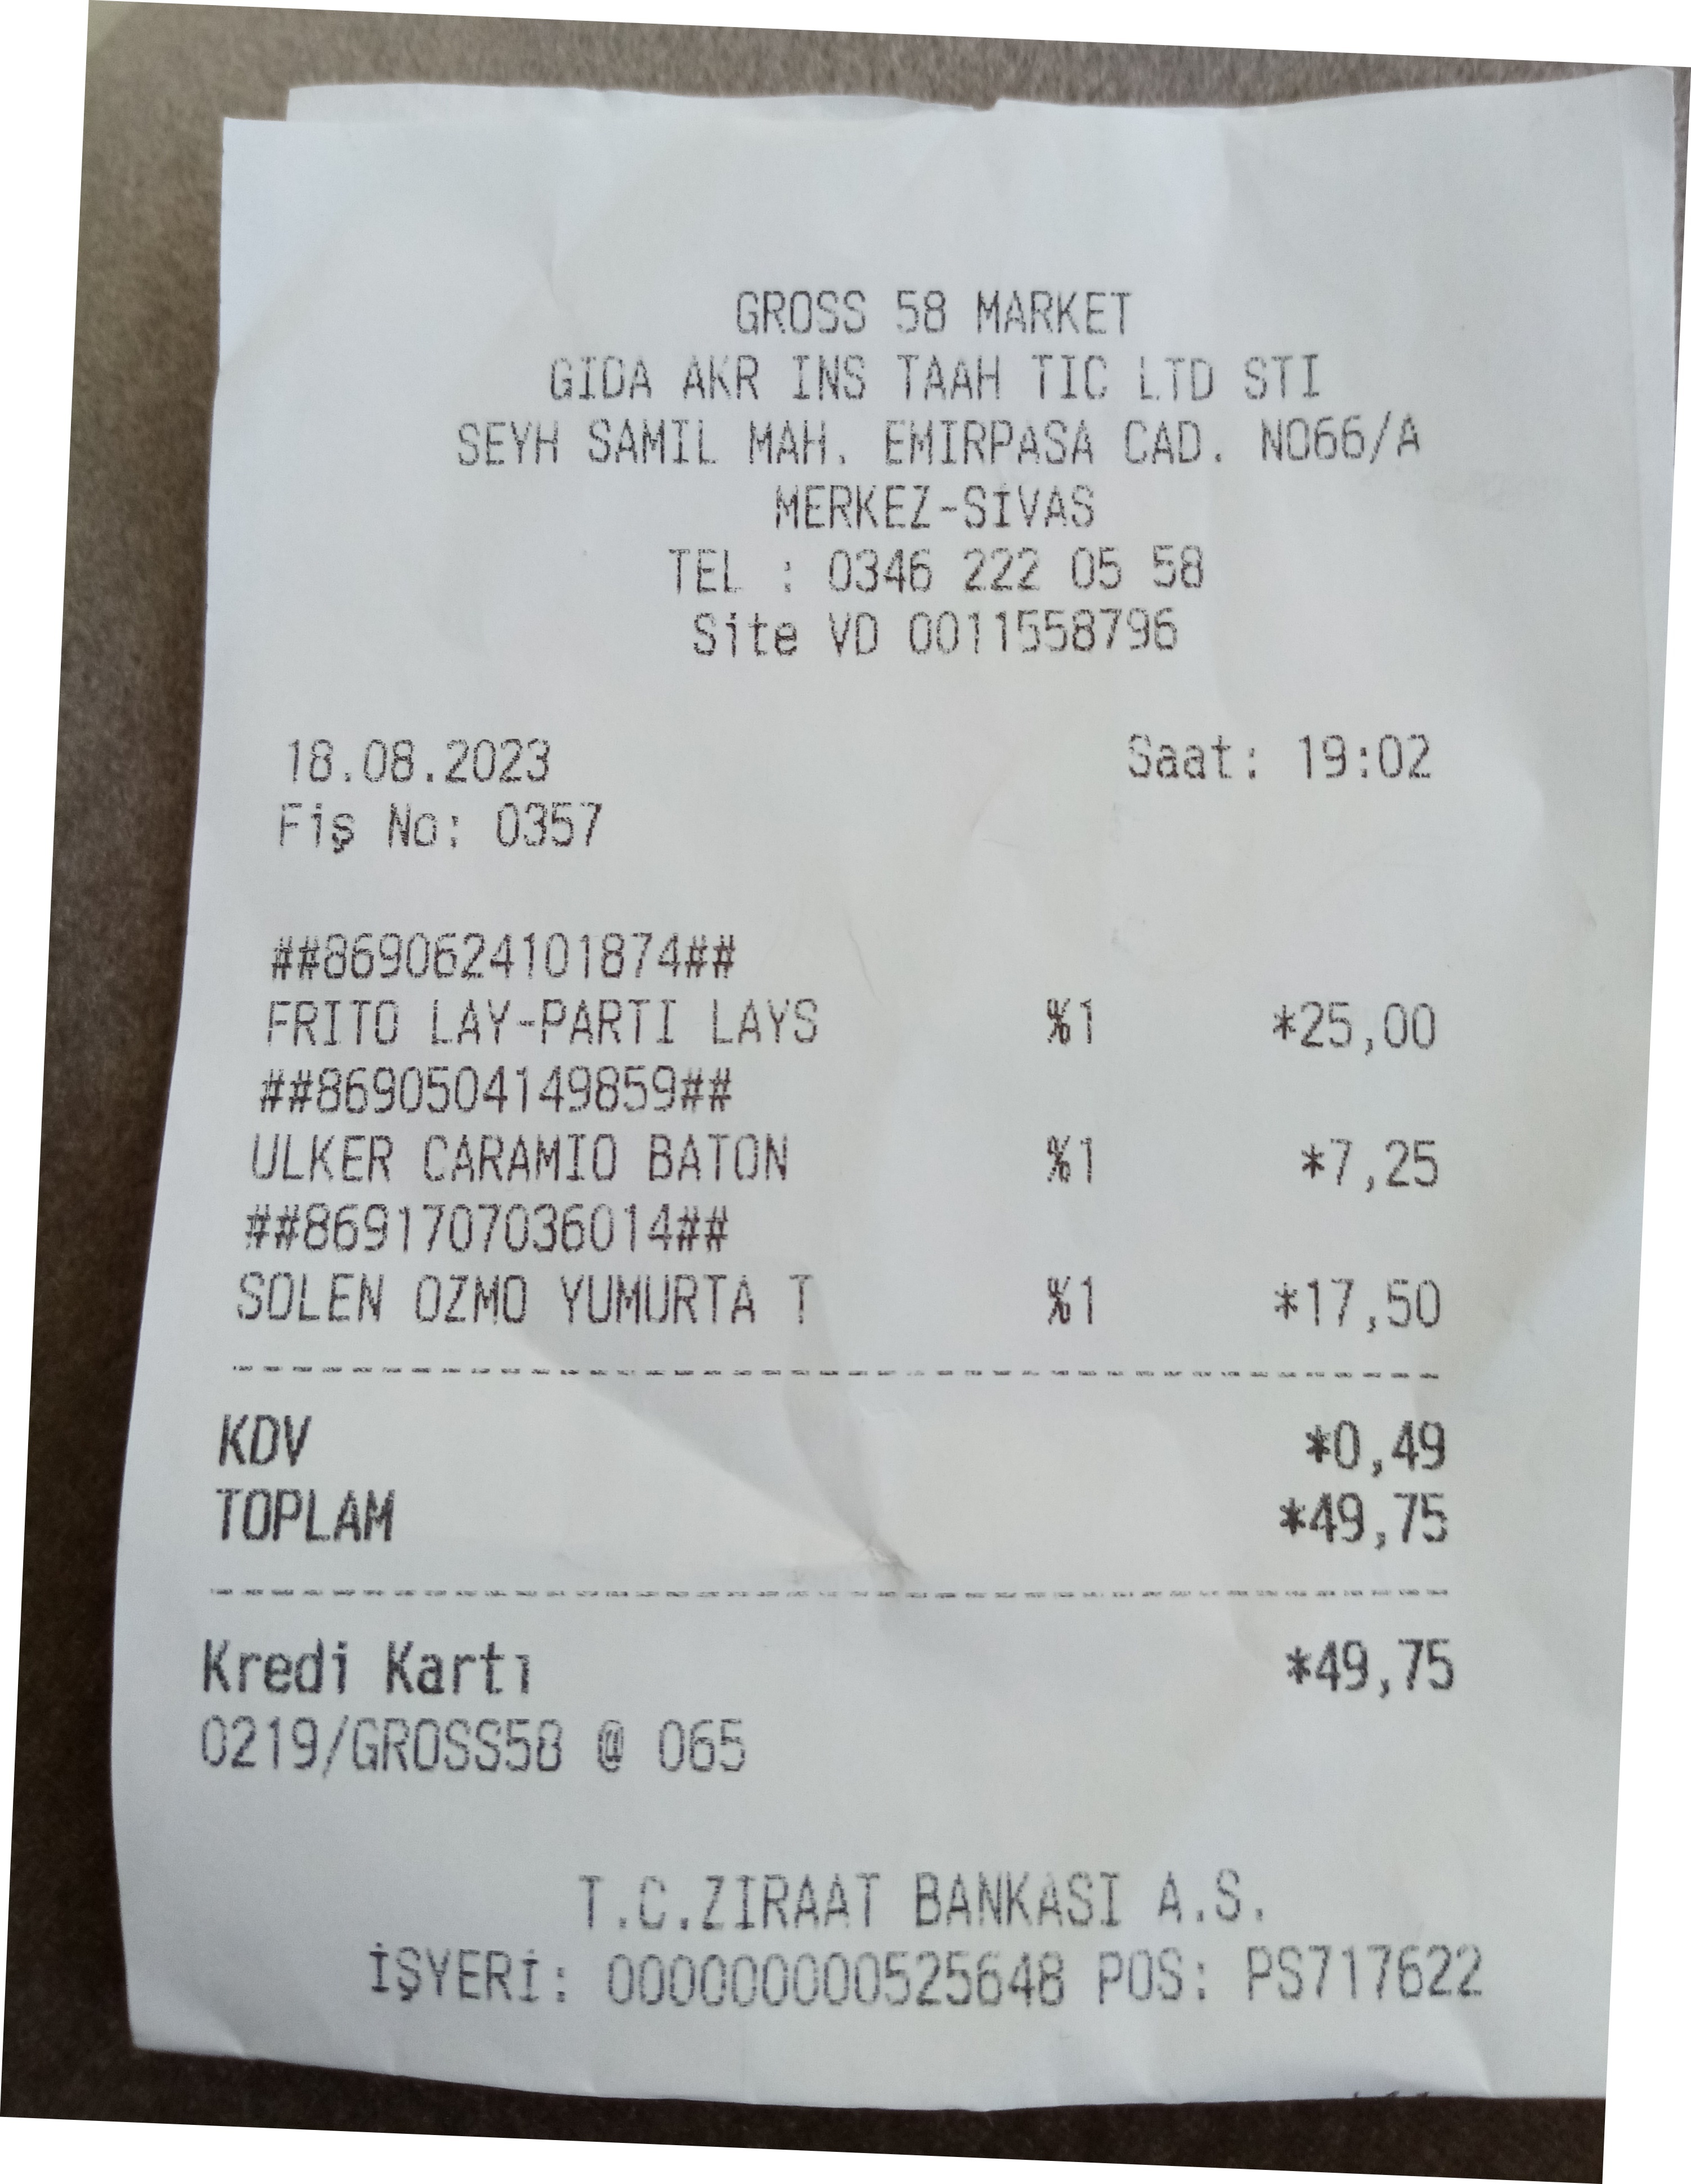 GROSS 58 MARKET
GIDA AKR INS TAAH TIC LTD STI
SEYH SAMIL MAH. EMIRPASA CAD. NO66/A
MERKEZ-SİVAS
TEL : 0346 222 05 58
Site VD 0011558796
18.08.2023 Saat: 19:02
Fiş No: 0357
##8690624101874##
FRITO LAY-PARTI LAYS %1 *25,00
##8690504149859##
ULKER CARAMIO BATON %1 *7,25
##8691707036014##
SOLEN OZMO YUMURTA T %1 *17,50
KDV *0,49
TOPLAM *49,75
Kredi Kartı *49,75
0219/GROSS58 @ 065
T.C.ZIRAAT BANKASI A.S.
İŞYERİ: 000000000525648 POS: PS717622